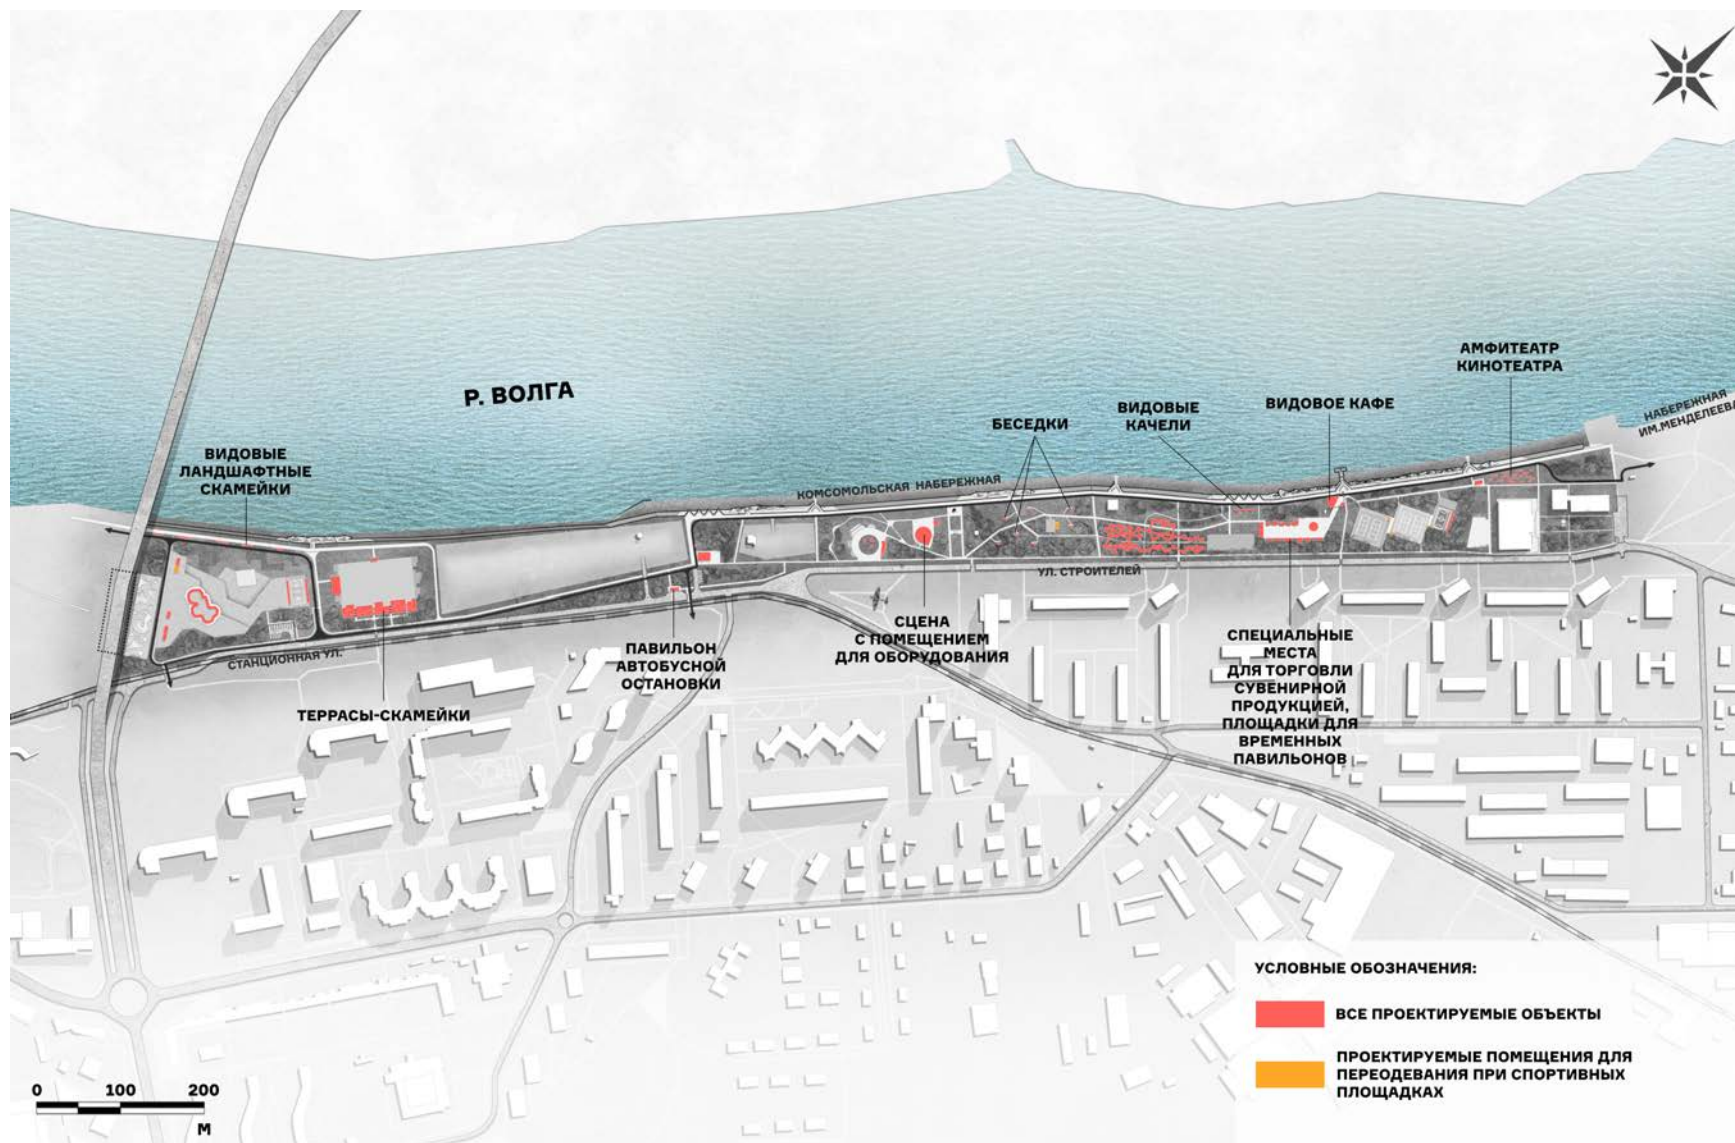 АМФИТЕАТР
КИНОТЕАТРА
Р. ВОЛГА
ВИДОВЫЕ
КАЧЕЛИ
ВИДОВОЕ КАФЕ
НАБЕРЕЖНАЯ
ИМ.МЕНДЕЛЕЕВА
БЕСЕДКИ
ВИДОВЫЕ
ЛАНДШАФТНЫЕ
СКАМЕЙКИ
КОМСОМОЛЬСКАЯ НАБЕРЕЖНАЯ
УЛ. СТРОИТЕЛЕЙ
СТАНЦИОННАЯ УЛ.
ТЕРРАСЫ-СКАМЕЙКИ
ПАВИЛЬОН
АВТОБУСНОЙ
ОСТАНОВКИ
СЦЕНА
С ПОМЕЩЕНИЕМ
ДЛЯ ОБОРУДОВАНИЯ
СПЕЦИАЛЬНЫЕ
МЕСТА
ДЛЯ ТОРГОВЛИ
СУВЕНИРНОЙ
ПРОДУКЦИЕЙ,
ПЛОЩАДКИ ДЛЯ
ВРЕМЕННЫХ
ПАВИЛЬОНОВ
УСЛОВНЫЕ ОБОЗНАЧЕНИЯ:
ВСЕ ПРОЕКТИРУЕМЫЕ ОБЪЕКТЫ
ПРОЕКТИРУЕМЫЕ ПОМЕЩЕНИЯ ДЛЯ
ПЕРЕОДЕВАНИЯ ПРИ СПОРТИВНЫХ
ПЛОЩАДКАХ
0 100 200
М